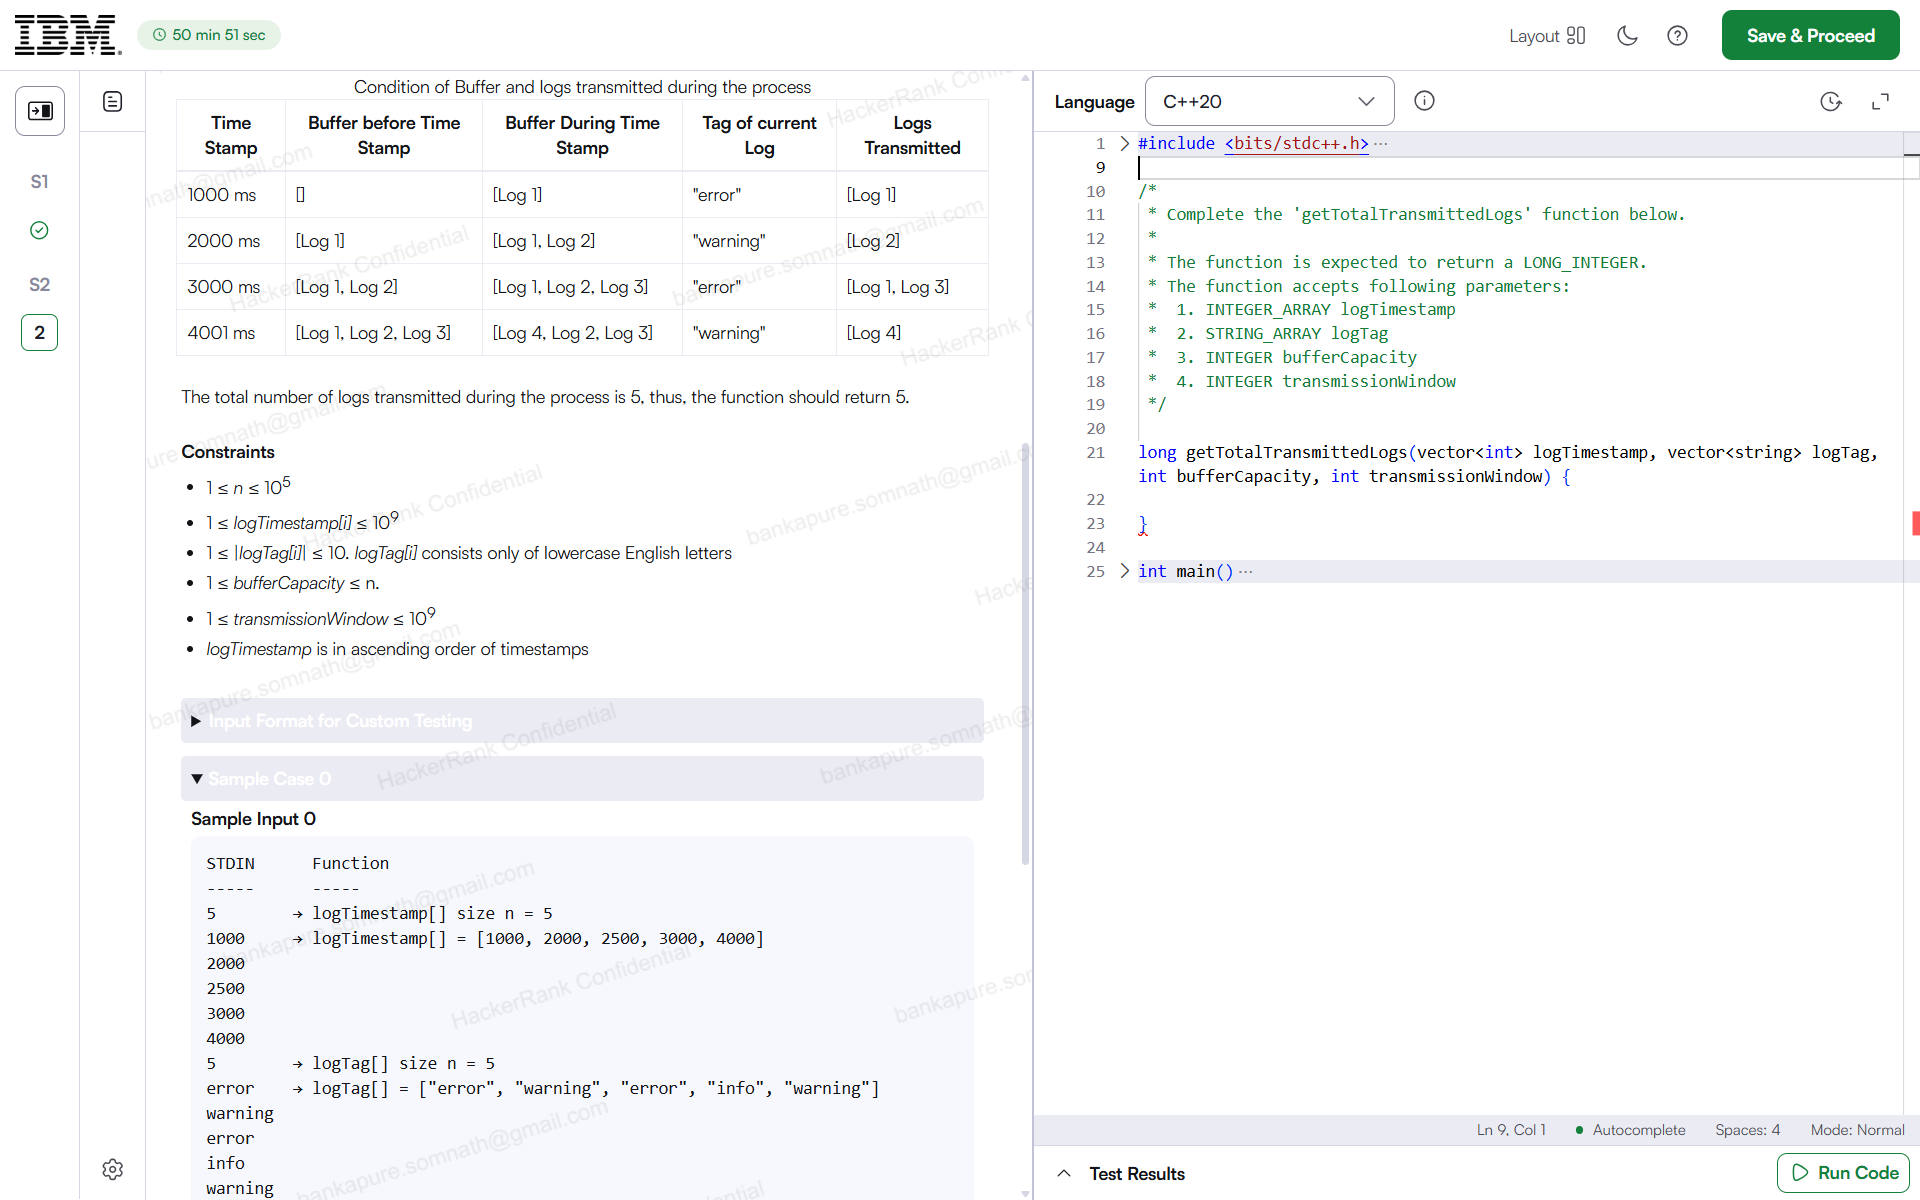 IBM
50 min 51 sec
Layout
Save & Proceed
S1
S2
2
Condition of Buffer and logs transmitted during the process
Time Stamp | Buffer before Time Stamp | Buffer During Time Stamp | Tag of current Log | Logs Transmitted
1000 ms | [] | [Log 1] | "error" | [Log 1]
2000 ms | [Log 1] | [Log 1, Log 2] | "warning" | [Log 2]
3000 ms | [Log 1, Log 2] | [Log 1, Log 2, Log 3] | "error" | [Log 1, Log 3]
4001 ms | [Log 1, Log 2, Log 3] | [Log 4, Log 2, Log 3] | "warning" | [Log 4]
The total number of logs transmitted during the process is 5, thus, the function should return 5.
Constraints
• 1 ≤ n ≤ 10^5
• 1 ≤ logTimestamp[i] ≤ 10^9
• 1 ≤ |logTag[i]| ≤ 10. logTag[i] consists only of lowercase English letters
• 1 ≤ bufferCapacity ≤ n.
• 1 ≤ transmissionWindow ≤ 10^9
• logTimestamp is in ascending order of timestamps
Input Format for Custom Testing
Sample Case 0
Sample Input 0
STDIN      Function
-----      -----
5        → logTimestamp[] size n = 5
1000     → logTimestamp[] = [1000, 2000, 2500, 3000, 4000]
2000
2500
3000
4000
5        → logTag[] size n = 5
error    → logTag[] = ["error", "warning", "error", "info", "warning"]
warning
error
info
warning
HackerRank Confidential
bankapure.somnath@gmail.com
Language
C++20
1 #include <bits/stdc++.h> ...
9
10 /*
11  * Complete the 'getTotalTransmittedLogs' function below.
12  *
13  * The function is expected to return a LONG_INTEGER.
14  * The function accepts following parameters:
15  *  1. INTEGER_ARRAY logTimestamp
16  *  2. STRING_ARRAY logTag
17  *  3. INTEGER bufferCapacity
18  *  4. INTEGER transmissionWindow
19  */
20
21 long getTotalTransmittedLogs(vector<int> logTimestamp, vector<string> logTag,
int bufferCapacity, int transmissionWindow) {
22
23 }
24
25 int main() ...
Ln 9, Col 1
Autocomplete
Spaces: 4
Mode: Normal
Test Results
Run Code